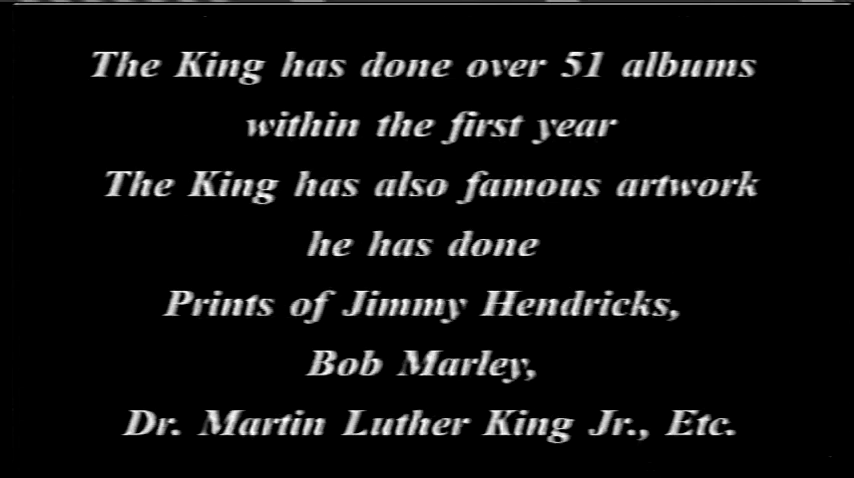 The King has done over 51 albums
within the first year
The King has also famous artwork
he has done
Prints of Jimmy Hendricks,
Bob Marley,
Dr. Martin Luther King Jr., Etc.